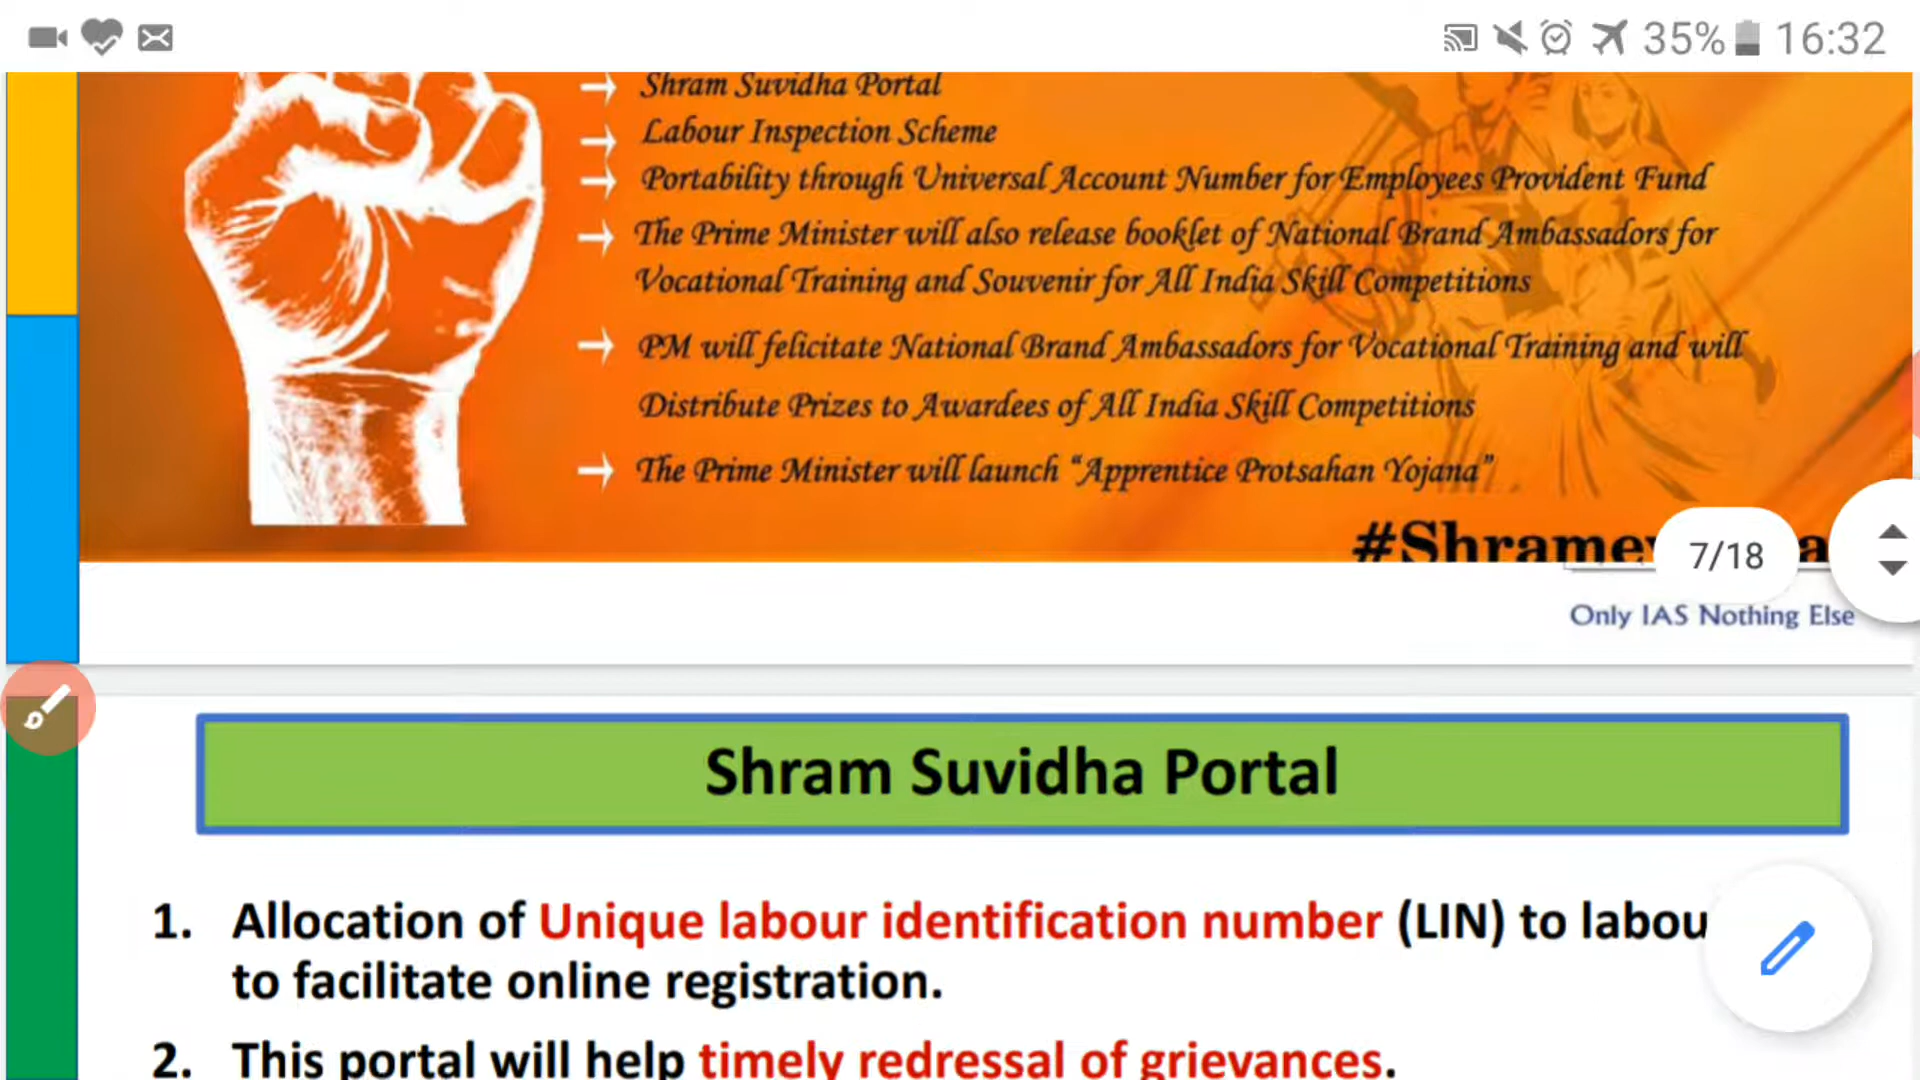 35% 16:32
Shram Suvidha Portal
Labour Inspection Scheme
Portability through Universal Account Number for Employees Provident Fund
The Prime Minister will also release booklet of National Brand Ambassadors for
Vocational Training and Souvenir for All India Skill Competitions
PM will felicitate National Brand Ambassadors for Vocational Training and will
Distribute Prizes to Awardees of All India Skill Competitions
The Prime Minister will launch “Apprentice Protsahan Yojana”
7/18
Only IAS Nothing Else
Shram Suvidha Portal
1. Allocation of Unique labour identification number (LIN) to labou
to facilitate online registration.
2. This portal will help timely redressal of grievances.